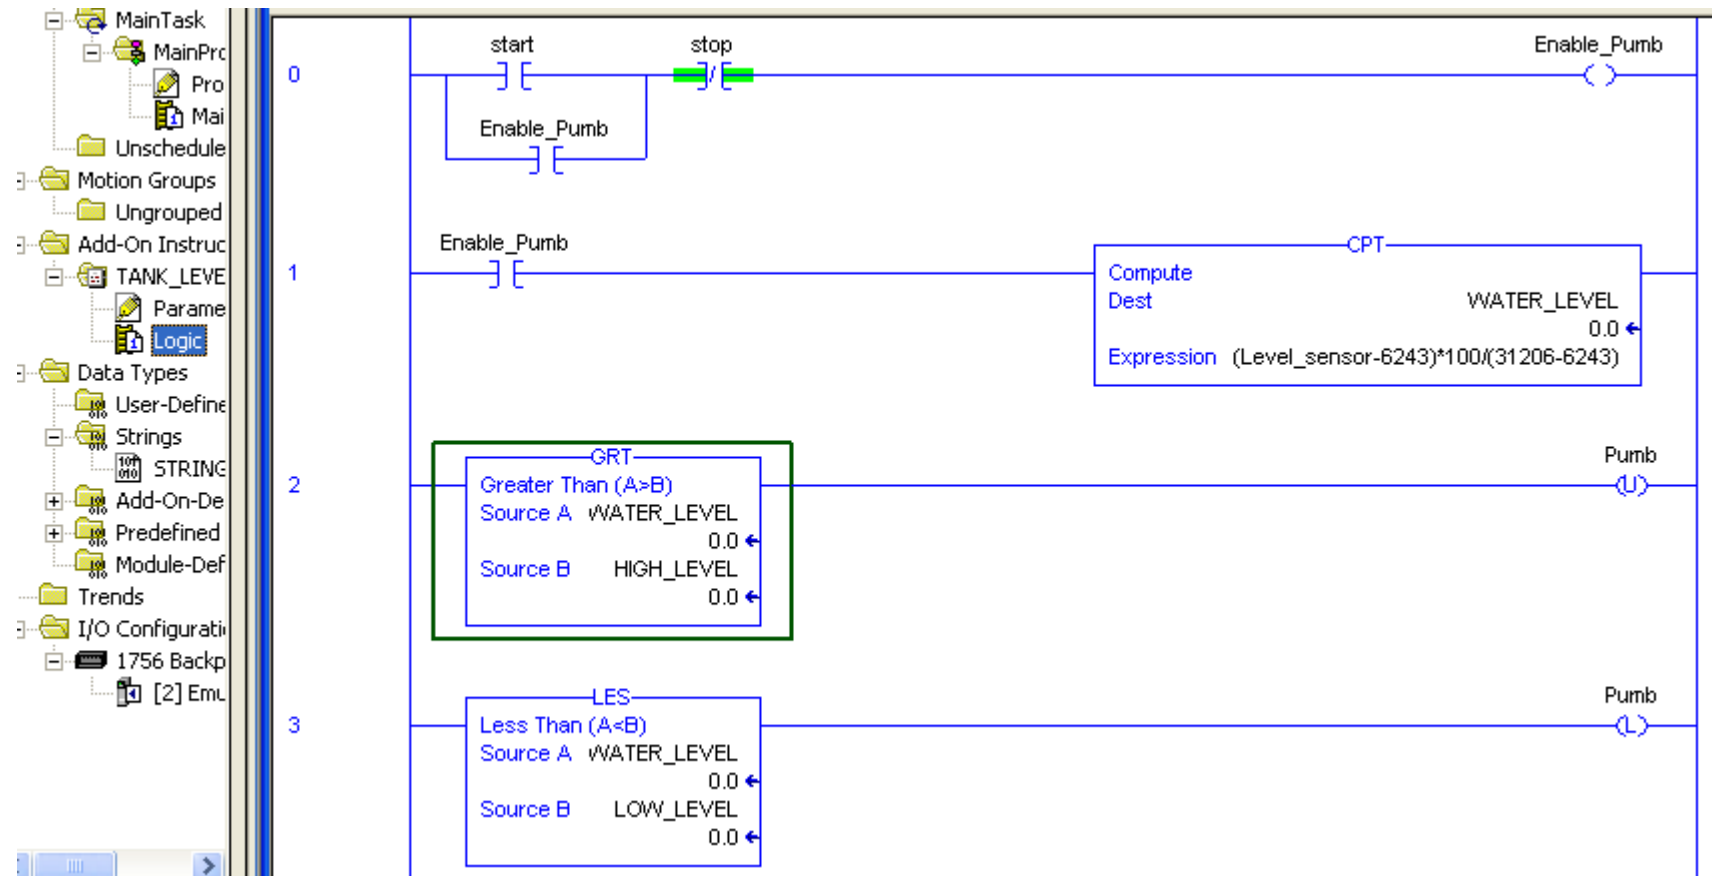 MainTask
MainPro
Pro
Mai
Unschedule
Motion Groups
Ungrouped
Add-On Instruc
TANK_LEVE
Parame
Logic
Data Types
User-Define
Strings
STRING
Add-On-De
Predefined
Module-Def
Trends
I/O Configurati
1756 Backp
[2] Emu
0
start
stop
Enable_Pumb
Enable_Pumb
1
Enable_Pumb
CPT
Compute
Dest WATER_LEVEL
0.0
Expression (Level_sensor-6243)*100/(31206-6243)
2
GRT
Greater Than (A>B)
Source A WATER_LEVEL
0.0
Source B HIGH_LEVEL
0.0
Pumb
U
3
LES
Less Than (A<B)
Source A WATER_LEVEL
0.0
Source B LOW_LEVEL
0.0
Pumb
L